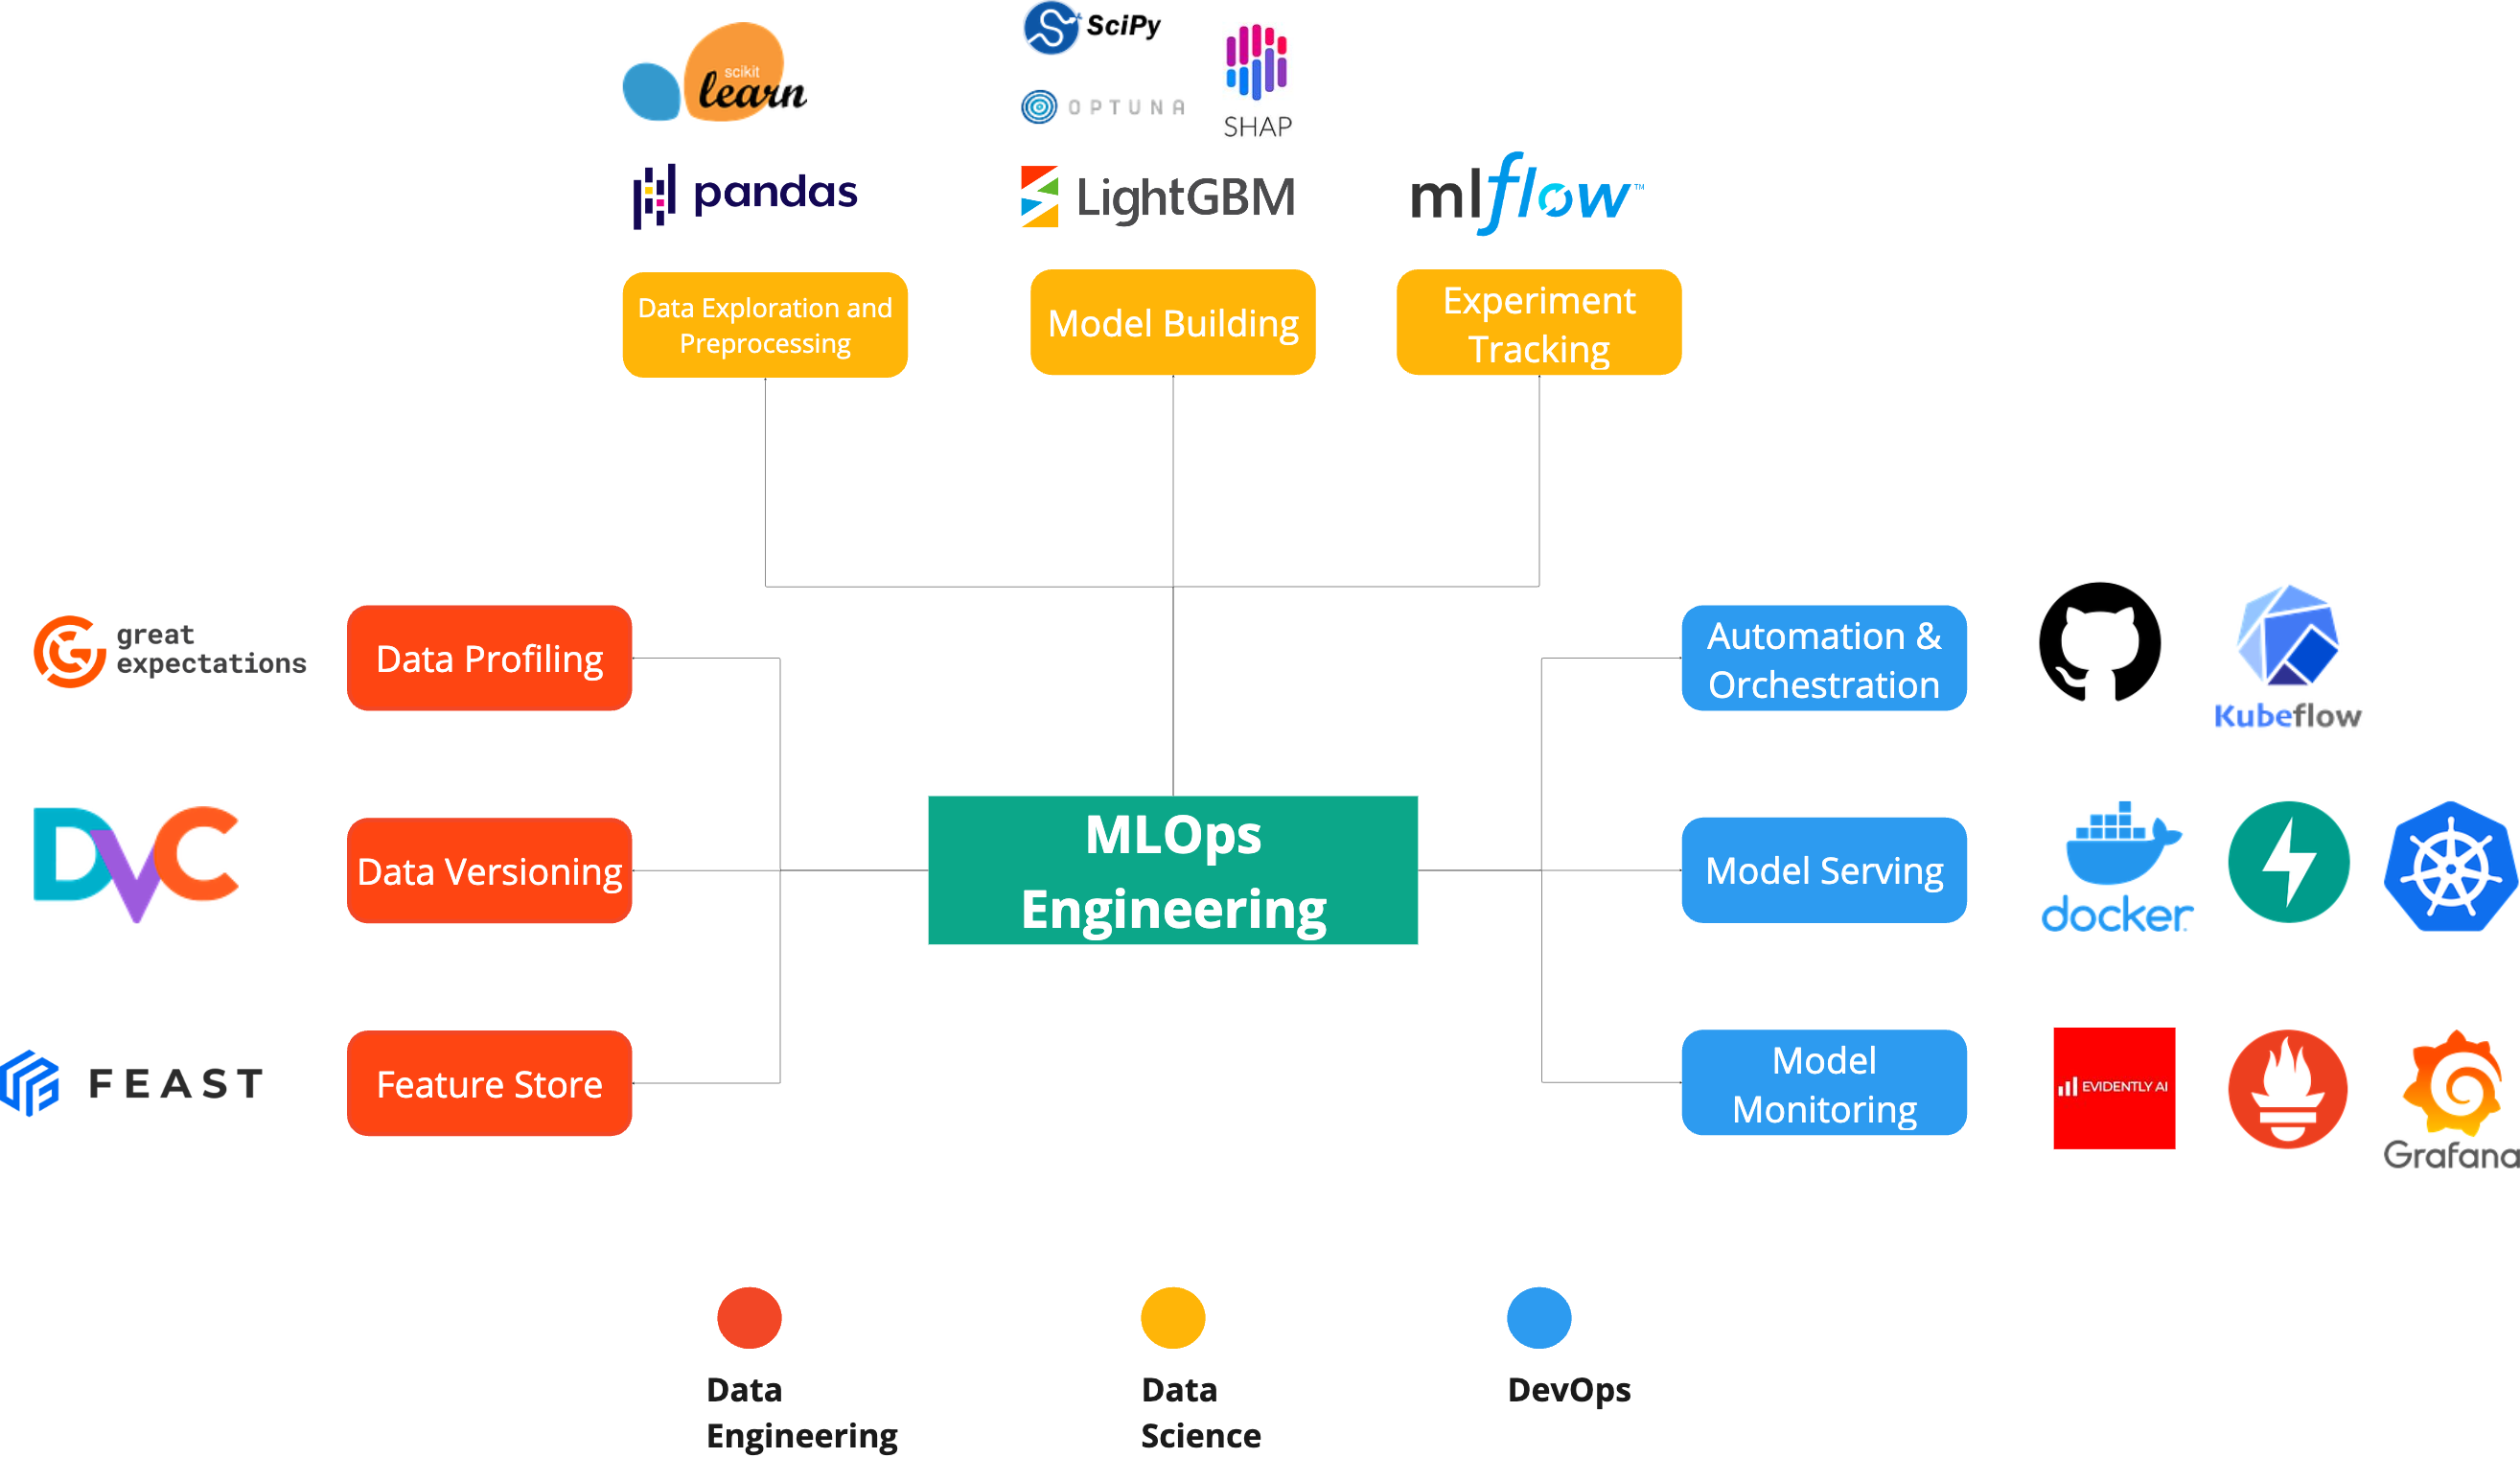 SciPy
scikit
learn
OPTUNA
SHAP
pandas
LightGBM
mlflow™
Data Exploration and
Preprocessing
Model Building
Experiment
Tracking
great
expectations
Data Profiling
Automation &
Orchestration
Kubeflow
DVC
Data Versioning
MLOps
Engineering
Model Serving
docker
FEAST
Feature Store
Model
Monitoring
EVIDENTLY AI
Grafana
Data
Engineering
Data
Science
DevOps